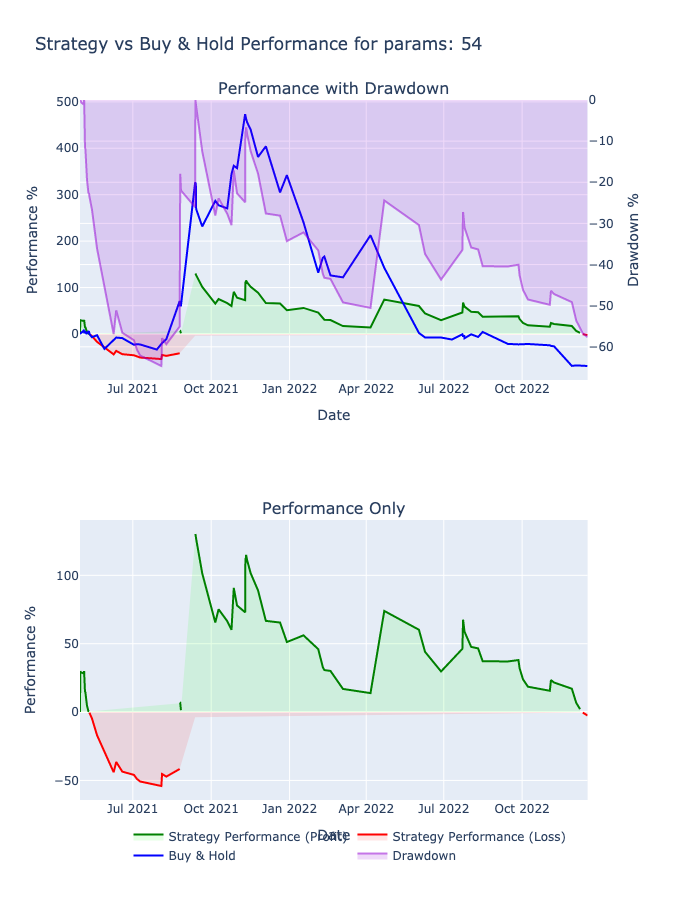 Strategy vs Buy & Hold Performance for params: 54
Performance with Drawdown
500
400
300
200
100
0
Performance %
0
−10
−20
−30
−40
−50
−60
Drawdown %
Jul 2021 Oct 2021 Jan 2022 Apr 2022 Jul 2022 Oct 2022
Date
Performance Only
100
50
0
−50
Performance %
Jul 2021 Oct 2021 Jan 2022 Apr 2022 Jul 2022 Oct 2022
Date
Strategy Performance (Profit) Strategy Performance (Loss)
Buy & Hold Drawdown